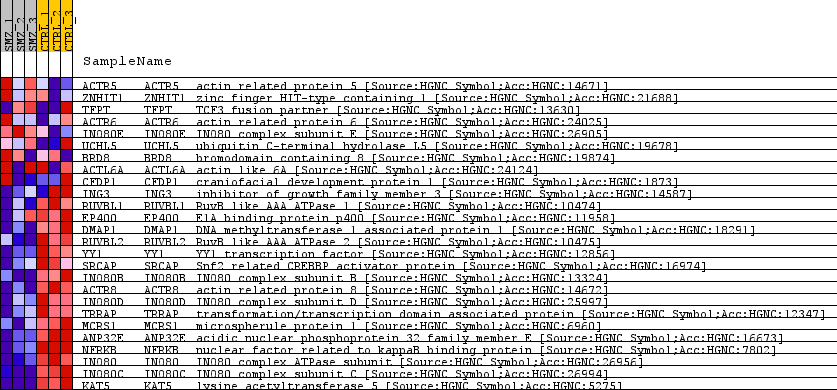 SMZ_1 SMZ_2 SMZ_3 CTRL_1 CTRL_2 CTRL_3
SampleName
ACTR5 ACTR5 actin related protein 5 [Source:HGNC Symbol;Acc:HGNC:14671]
ZNHIT1 ZNHIT1 zinc finger HIT-type containing 1 [Source:HGNC Symbol;Acc:HGNC:21688]
TFPT TFPT TCF3 fusion partner [Source:HGNC Symbol;Acc:HGNC:13630]
ACTR6 ACTR6 actin related protein 6 [Source:HGNC Symbol;Acc:HGNC:24025]
INO80E INO80E INO80 complex subunit E [Source:HGNC Symbol;Acc:HGNC:26905]
UCHL5 UCHL5 ubiquitin C-terminal hydrolase L5 [Source:HGNC Symbol;Acc:HGNC:19678]
BRD8 BRD8 bromodomain containing 8 [Source:HGNC Symbol;Acc:HGNC:19874]
ACTL6A ACTL6A actin like 6A [Source:HGNC Symbol;Acc:HGNC:24124]
CFDP1 CFDP1 craniofacial development protein 1 [Source:HGNC Symbol;Acc:HGNC:1873]
ING3 ING3 inhibitor of growth family member 3 [Source:HGNC Symbol;Acc:HGNC:14587]
RUVBL1 RUVBL1 RuvB like AAA ATPase 1 [Source:HGNC Symbol;Acc:HGNC:10474]
EP400 EP400 E1A binding protein p400 [Source:HGNC Symbol;Acc:HGNC:11958]
DMAP1 DMAP1 DNA methyltransferase 1 associated protein 1 [Source:HGNC Symbol;Acc:HGNC:18291]
RUVBL2 RUVBL2 RuvB like AAA ATPase 2 [Source:HGNC Symbol;Acc:HGNC:10475]
YY1 YY1 YY1 transcription factor [Source:HGNC Symbol;Acc:HGNC:12856]
SRCAP SRCAP Snf2 related CREBBP activator protein [Source:HGNC Symbol;Acc:HGNC:16974]
INO80B INO80B INO80 complex subunit B [Source:HGNC Symbol;Acc:HGNC:13324]
ACTR8 ACTR8 actin related protein 8 [Source:HGNC Symbol;Acc:HGNC:14672]
INO80D INO80D INO80 complex subunit D [Source:HGNC Symbol;Acc:HGNC:25997]
TRRAP TRRAP transformation/transcription domain associated protein [Source:HGNC Symbol;Acc:HGNC:12347]
MCRS1 MCRS1 microspherule protein 1 [Source:HGNC Symbol;Acc:HGNC:6960]
ANP32E ANP32E acidic nuclear phosphoprotein 32 family member E [Source:HGNC Symbol;Acc:HGNC:16673]
NFRKB NFRKB nuclear factor related to kappaB binding protein [Source:HGNC Symbol;Acc:HGNC:7802]
INO80 INO80 INO80 complex ATPase subunit [Source:HGNC Symbol;Acc:HGNC:26956]
INO80C INO80C INO80 complex subunit C [Source:HGNC Symbol;Acc:HGNC:26994]
KAT5 KAT5 lysine acetyltransferase 5 [Source:HGNC Symbol;Acc:HGNC:5275]